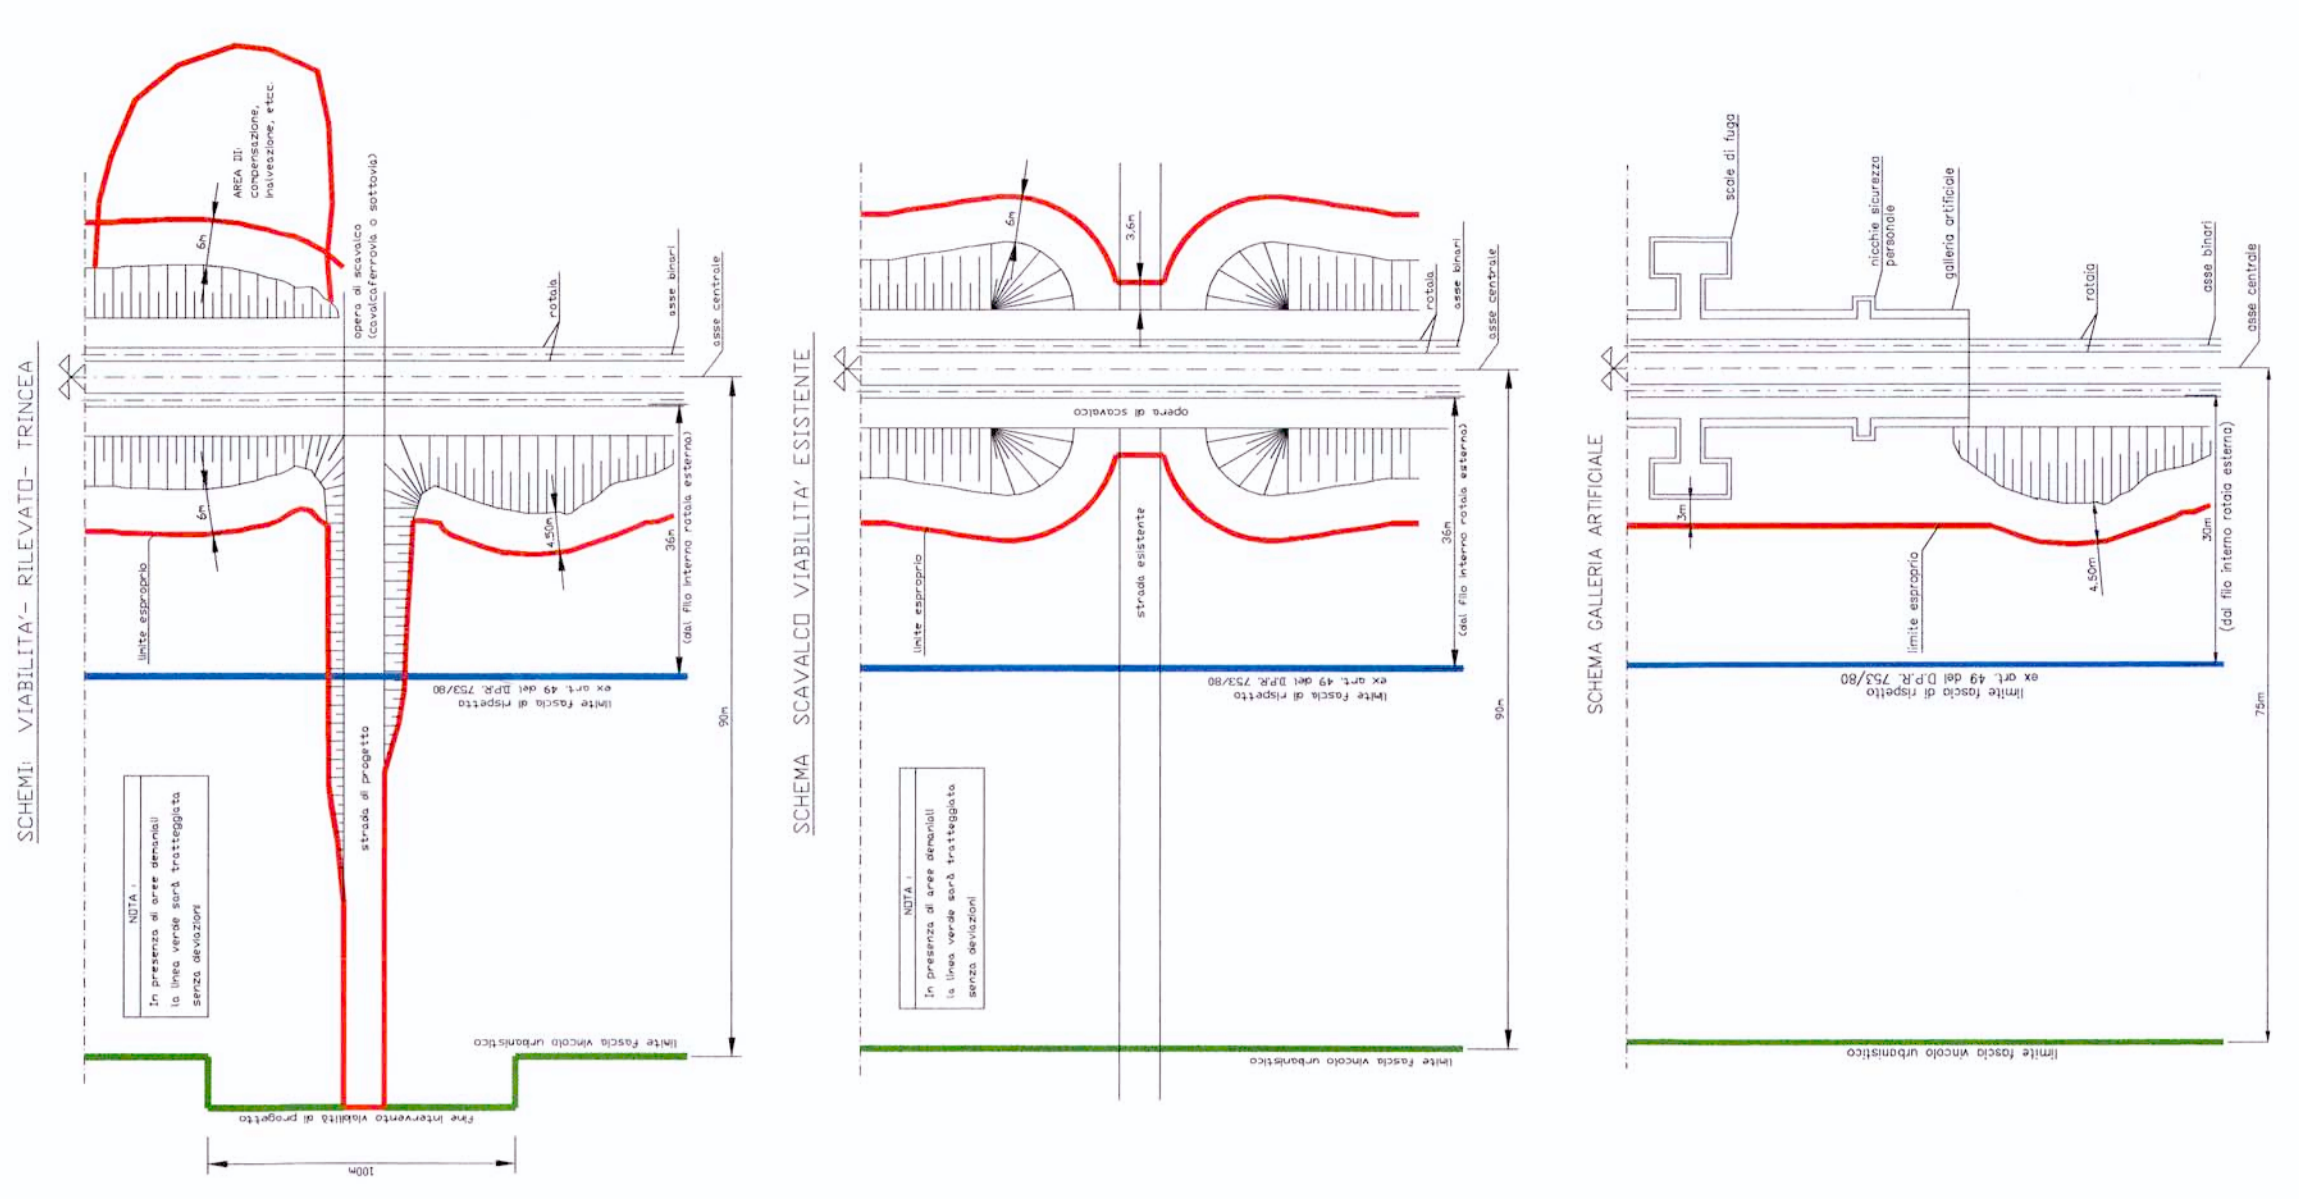 SCHEMI: VIABILITA'- RILEVATO- TRINCEA
AREA DI:
compensazione,
inalveazione, etcc.
6m
opera di scavalco
(cavalcaferrovia o sottovia)
rotaia
asse binari
asse centrale
6m
4.50m
limite esproprio
36m
(dal filo interno rotaia esterna)
limite fascia di rispetto
ex art. 49 del D.P.R. 753/80
90m
strada di progetto
NOTA :
In presenza di aree demaniali
la linea verde sarà tratteggiata
senza deviazioni
limite fascia vincolo urbanistico
fine intervento viabilità di progetto
100m
SCHEMA SCAVALCO VIABILITA' ESISTENTE
6m
3.6m
rotaia
asse binari
asse centrale
opera di scavalco
limite esproprio
strada esistente
36m
(dal filo interno rotaia esterna)
limite fascia di rispetto
ex art. 49 del D.P.R. 753/80
90m
NOTA :
In presenza di aree demaniali
la linea verde sarà tratteggiata
senza deviazioni
limite fascia vincolo urbanistico
SCHEMA GALLERIA ARTIFICIALE
scale di fuga
nicchie sicurezza
personale
galleria artificiale
rotaia
asse binari
asse centrale
3m
limite esproprio
4.50m
30m
(dal filo interno rotaia esterna)
limite fascia di rispetto
ex art. 49 del D.P.R. 753/80
75m
limite fascia vincolo urbanistico